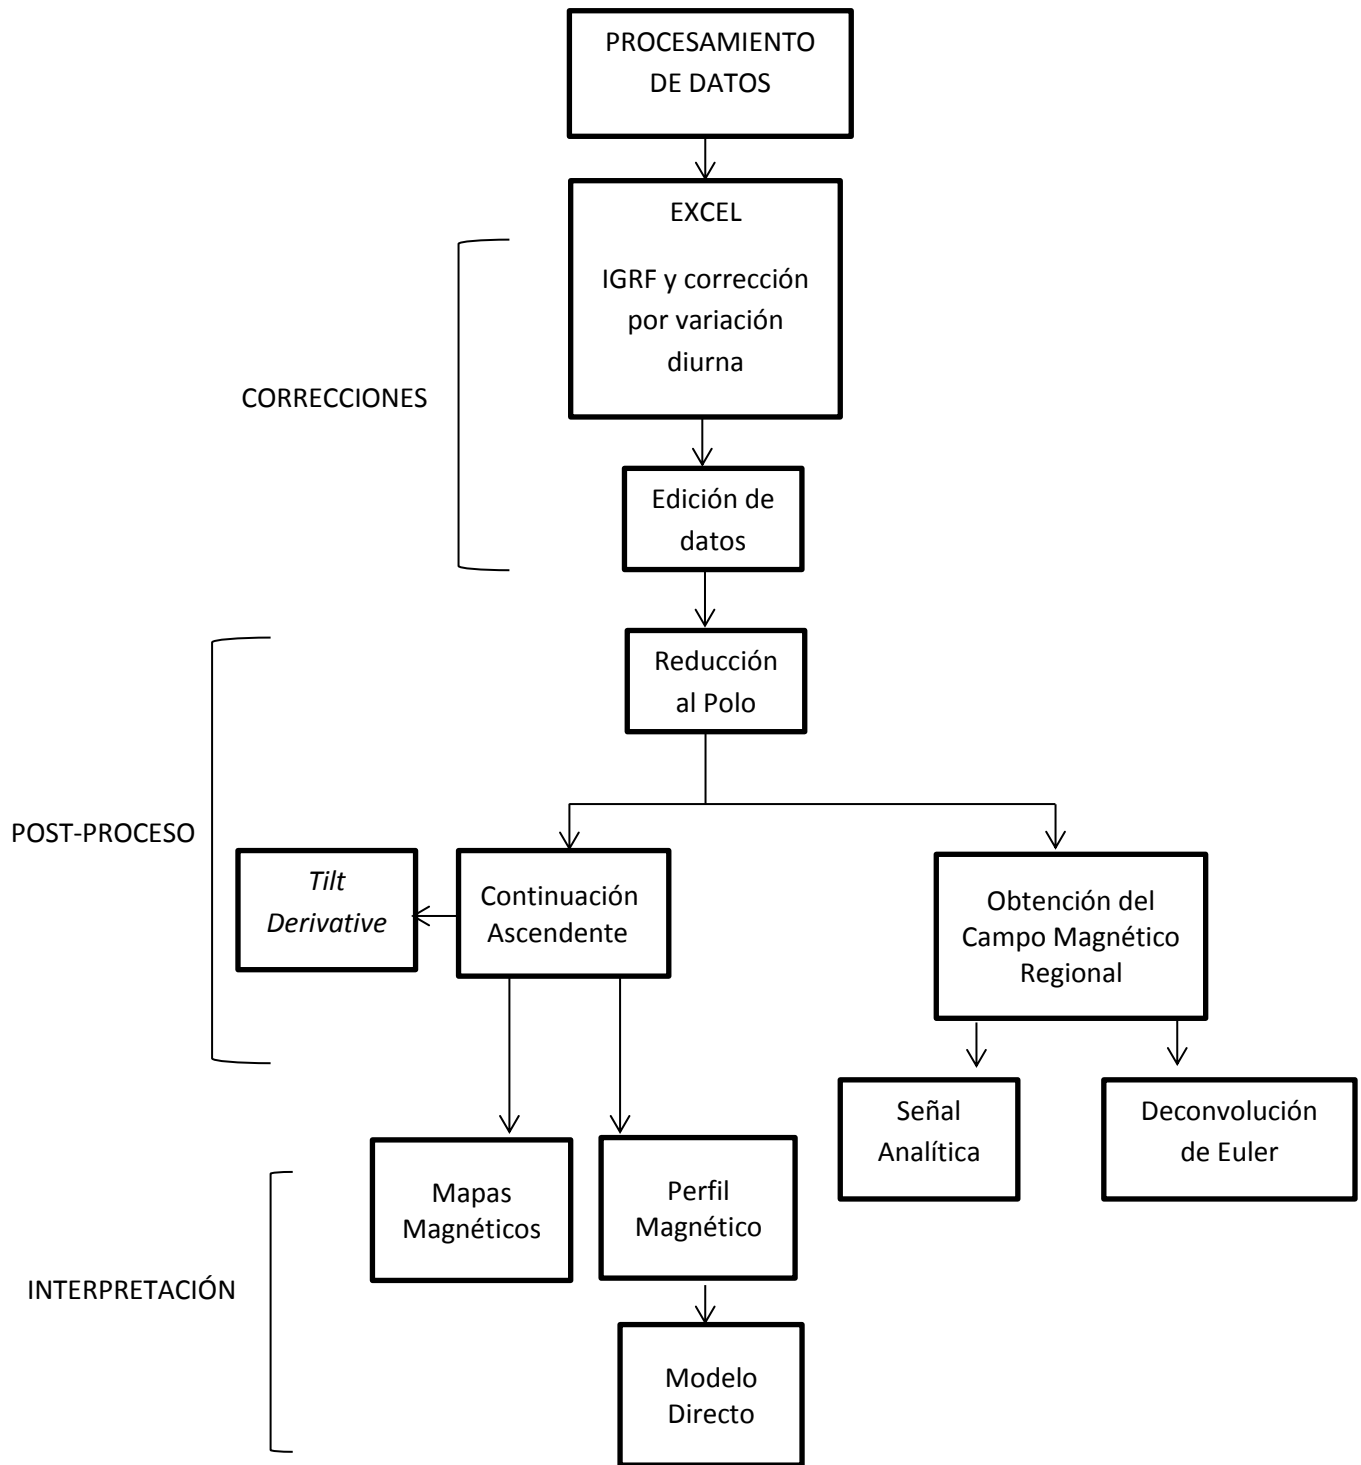 PROCESAMIENTO
DE DATOS
EXCEL
IGRF y corrección
por variación
diurna
CORRECCIONES
Edición de
datos
Reducción
al Polo
POST-PROCESO
Tilt
Derivative
Continuación
Ascendente
Obtención del
Campo Magnético
Regional
Señal
Analítica
Deconvolución
de Euler
Mapas
Magnéticos
Perfil
Magnético
INTERPRETACIÓN
Modelo
Directo